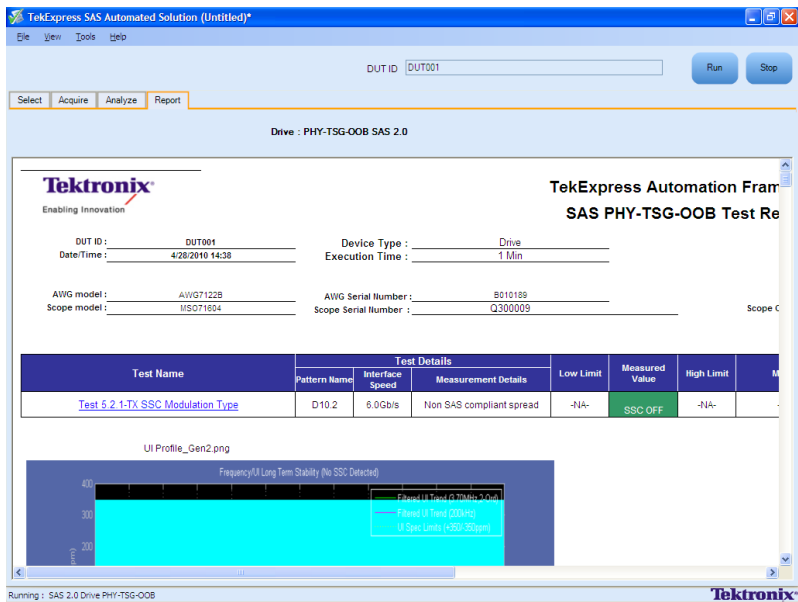 TekExpress SAS Automated Solution (Untitled)*
File View Tools Help
DUT ID DUT001 Run Stop
Select Acquire Analyze Report
Drive : PHY-TSG-OOB SAS 2.0
Tektronix
Enabling Innovation
TekExpress Automation Fram
SAS PHY-TSG-OOB Test Re
DUT ID : DUT001 Device Type : Drive
Date/Time : 4/28/2010 14:38 Execution Time : 1 Min
AWG model : AWG7122B AWG Serial Number : B010189
Scope model : MSO71604 Scope Serial Number : Q300009 Scope
Test Name Test Details Low Limit Measured Value High Limit M
Pattern Name Interface Speed Measurement Details
Test 5.2.1-TX SSC Modulation Type D10.2 6.0Gb/s Non SAS compliant spread -NA- SSC OFF -NA-
UI Profile_Gen2.png
Frequency/UI Long Term Stability (No SSC Detected)
400
Filtered UI Trend (3.70MHz,2-Ord)
300
Filtered UI Trend (200kHz)
UI Spec Limits (+350/-350ppm)
200
pm)
Running : SAS 2.0 Drive PHY-TSG-OOB
Tektronix